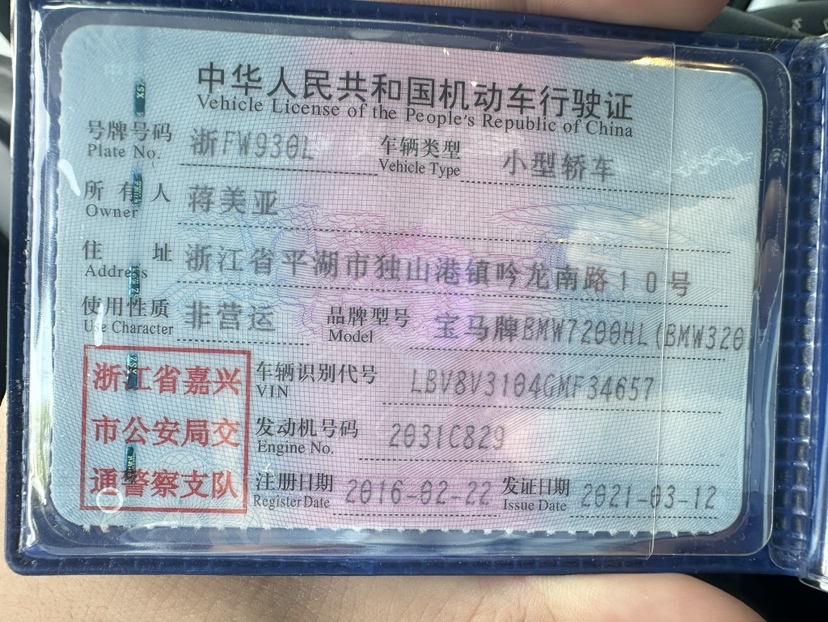 中华人民共和国机动车行驶证
Vehicle License of the People's Republic of China
号牌号码 浙FW930L 车辆类型 小型轿车
Plate No. Vehicle Type
所有人 蒋美亚
Owner
住址 浙江省平湖市独山港镇吟龙南路10号
Address
使用性质 非营运 品牌型号 宝马牌BMW7200HL(BMW320
Use Character Model
浙江省嘉兴
市公安局交
通警察支队
车辆识别代号 LBV8V3104GMF34657
VIN
发动机号码 2031C829
Engine No.
注册日期 2016-02-22 发证日期 2021-03-12
Register Date Issue Date